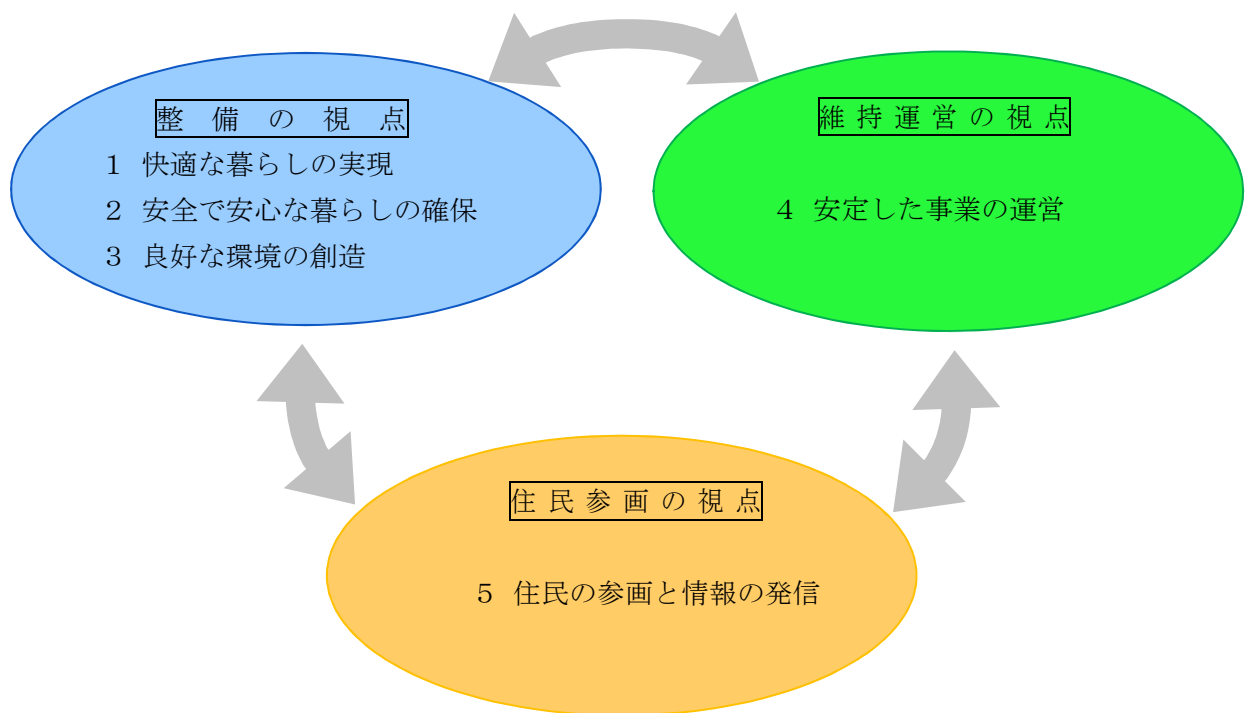 整備の視点
1 快適な暮らしの実現
2 安全で安心な暮らしの確保
3 良好な環境の創造
維持運営の視点
4 安定した事業の運営
住民参画の視点
5 住民の参画と情報の発信